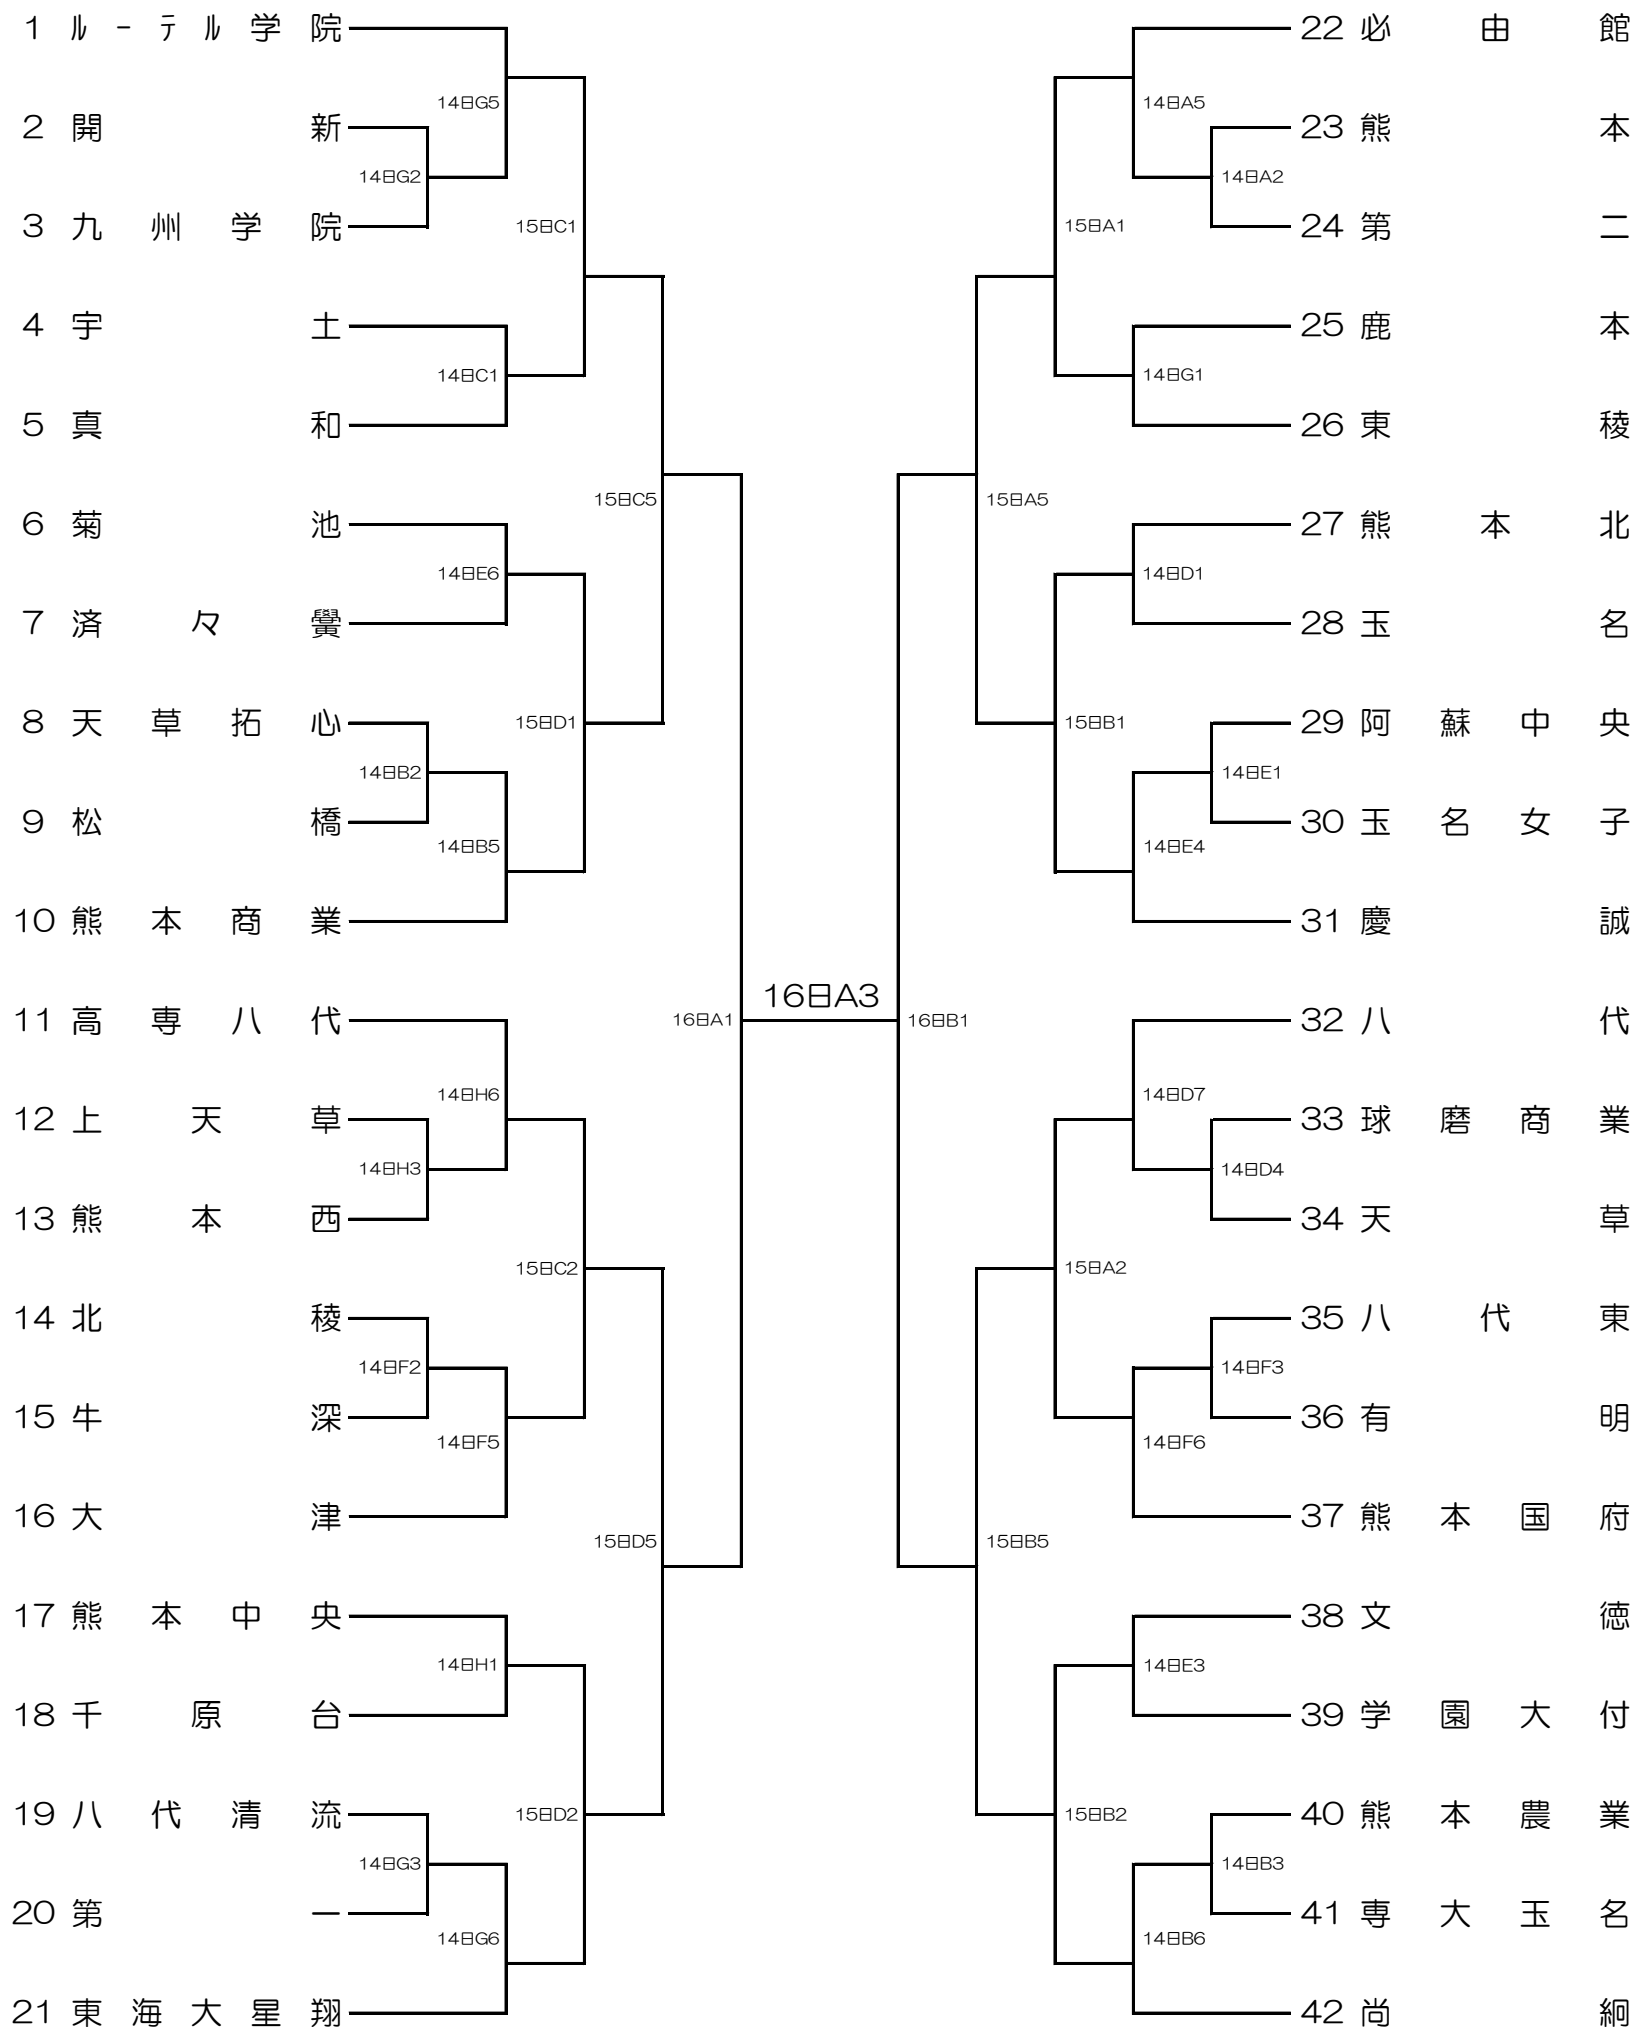 1 ルーテル学院
14日G5
2 開新
14日G2
3 九州学院
15日C1
4 宇土
14日C1
5 真和
15日C5
6 菊池
14日E6
7 済々黌
15日D1
8 天草拓心
14日B2
9 松橋
14日B5
10 熊本商業
16日A1
11 高専八代
14日H6
12 上天草
14日H3
13 熊本西
15日C2
14 北稜
14日F2
15 牛深
14日F5
16 大津
15日D5
17 熊本中央
14日H1
18 千原台
15日D2
19 八代清流
14日G3
20 第一
14日G6
21 東海大星翔
16日A3
22 必由館
14日A5
23 熊本
14日A2
24 第二
15日A1
25 鹿本
14日G1
26 東稜
15日A5
27 熊本北
14日D1
28 玉名
15日B1
29 阿蘇中央
14日E1
30 玉名女子
14日E4
31 慶誠
16日B1
32 八代
14日D7
33 球磨商業
14日D4
34 天草
15日A2
35 八代東
14日F3
36 有明
14日F6
37 熊本国府
15日B5
38 文徳
14日E3
39 学園大付
15日B2
40 熊本農業
14日B3
41 専大玉名
14日B6
42 尚絅